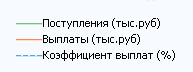 Поступления (тыс.руб)
Выплаты (тыс.руб)
Коэффициент выплат (%)